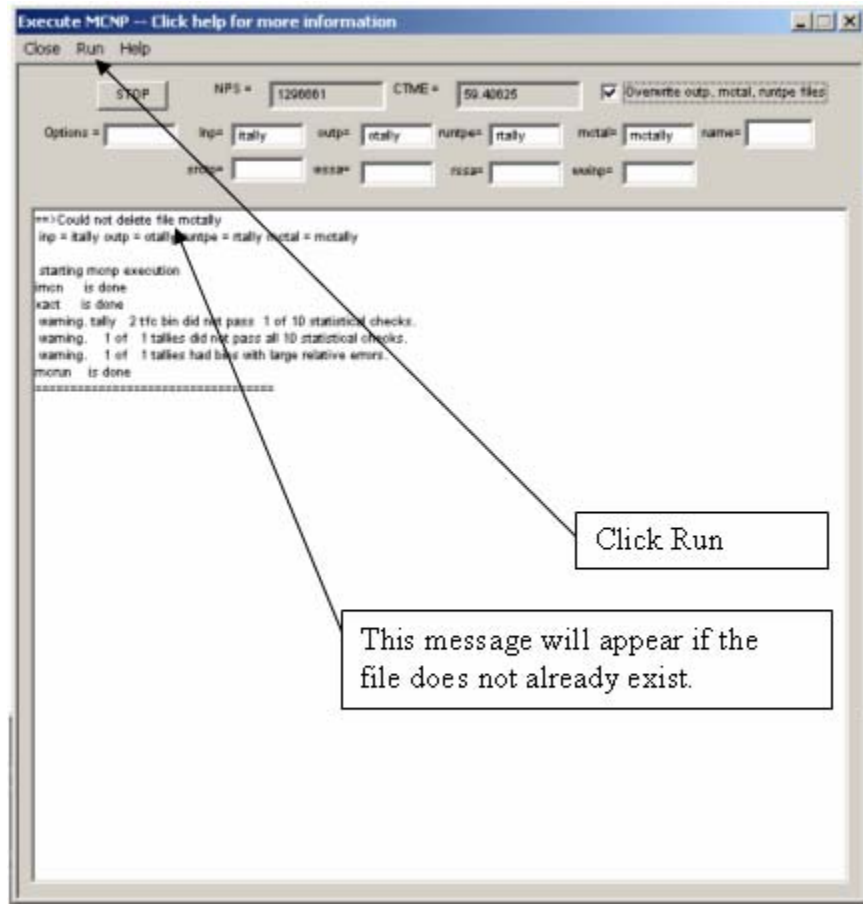 Execute MCNP -- Click help for more information
Close Run Help
STOP NPS = 1296661 CTME = 59.40625 Overwrite outp, mctal, runtpe files
Options = inp= itally outp= otally runtpe= rtally mctal= mctally name=
srctp= wssa= rssa= wwinp=
==>Could not delete file mctally
inp = itally outp = otally runtpe = rtally mctal = mctally
starting mcnp execution
imcn is done
xact is done
warning. tally 2 tfc bin did not pass 1 of 10 statistical checks.
warning. 1 of 1 tallies did not pass all 10 statistical checks.
warning. 1 of 1 tallies had bins with large relative errors.
mcrun is done
==================================
Click Run
This message will appear if the
file does not already exist.